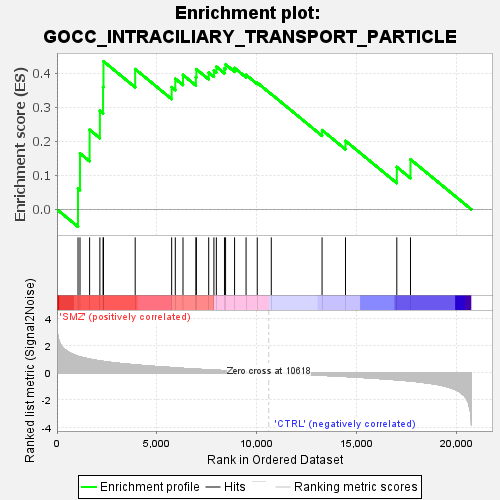 Enrichment plot:
GOCC_INTRACILIARY_TRANSPORT_PARTICLE
Enrichment score (ES)
0.4
0.3
0.2
0.1
0.0
'SMZ' (positively correlated)
Ranked list metric (Signal2Noise)
4
2
0
-2
-4
Zero cross at 10618
'CTRL' (negatively correlated)
0
5,000
10,000
15,000
20,000
Rank in Ordered Dataset
Enrichment profile
Hits
Ranking metric scores